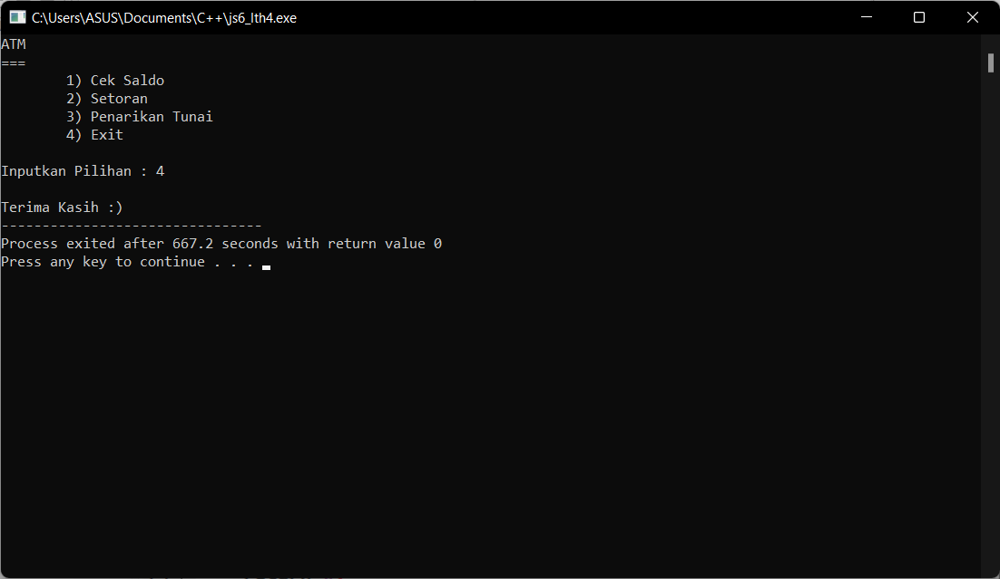 C:\Users\ASUS\Documents\C++\js6_lth4.exe
ATM
===
1) Cek Saldo
2) Setoran
3) Penarikan Tunai
4) Exit
Inputkan Pilihan : 4
Terima Kasih :)
--------------------------------
Process exited after 667.2 seconds with return value 0
Press any key to continue . . .